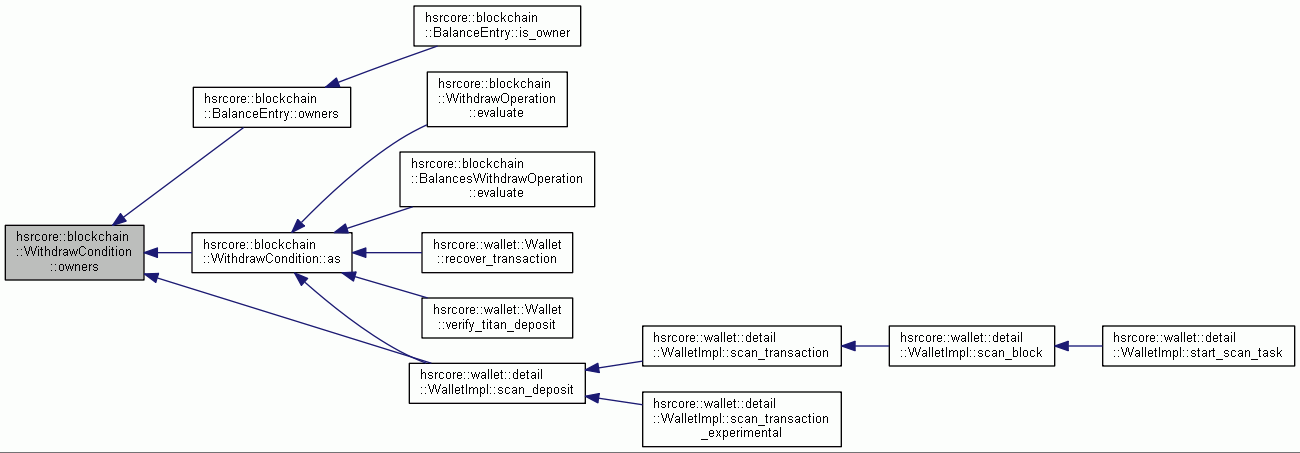 hsrcore::blockchain
::BalanceEntry::is_owner
hsrcore::blockchain
::WithdrawOperation
::evaluate
hsrcore::blockchain
::BalanceEntry::owners
hsrcore::blockchain
::BalancesWithdrawOperation
::evaluate
hsrcore::blockchain
::WithdrawCondition
::owners
hsrcore::blockchain
::WithdrawCondition::as
hsrcore::wallet::Wallet
::recover_transaction
hsrcore::wallet::Wallet
::verify_titan_deposit
hsrcore::wallet::detail
::WalletImpl::scan_deposit
hsrcore::wallet::detail
::WalletImpl::scan_transaction
hsrcore::wallet::detail
::WalletImpl::scan_block
hsrcore::wallet::detail
::WalletImpl::start_scan_task
hsrcore::wallet::detail
::WalletImpl::scan_transaction
_experimental